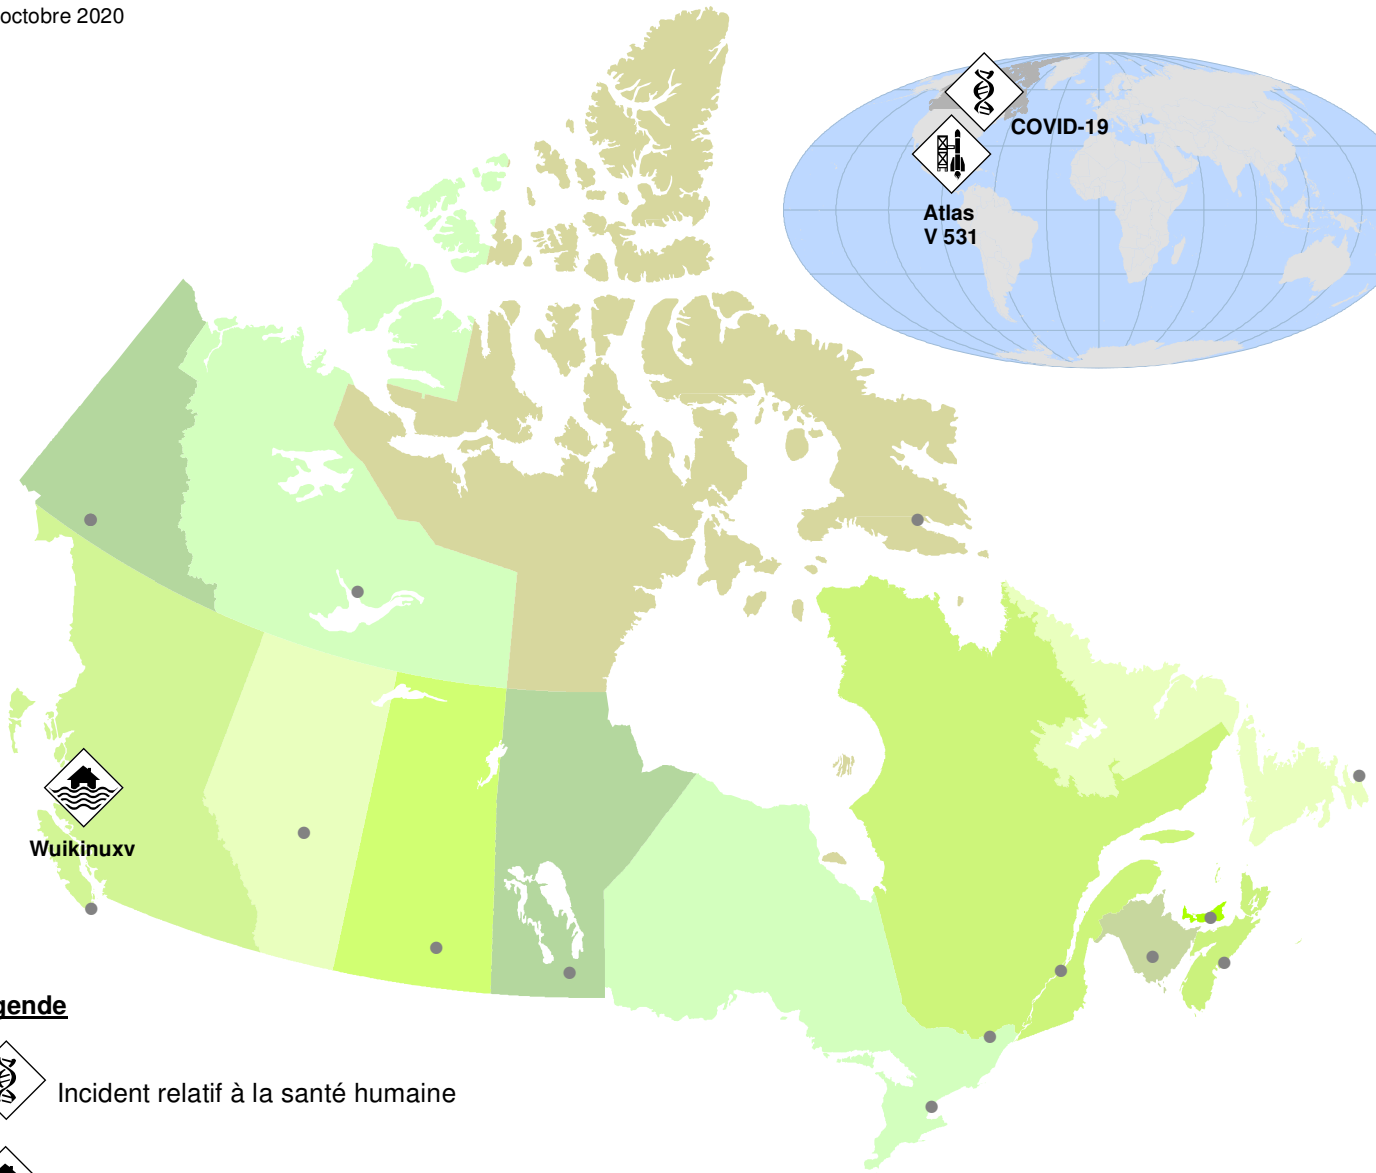 octobre 2020
COVID-19
Atlas
V 531
Wuikinuxv
gende
Incident relatif à la santé humaine